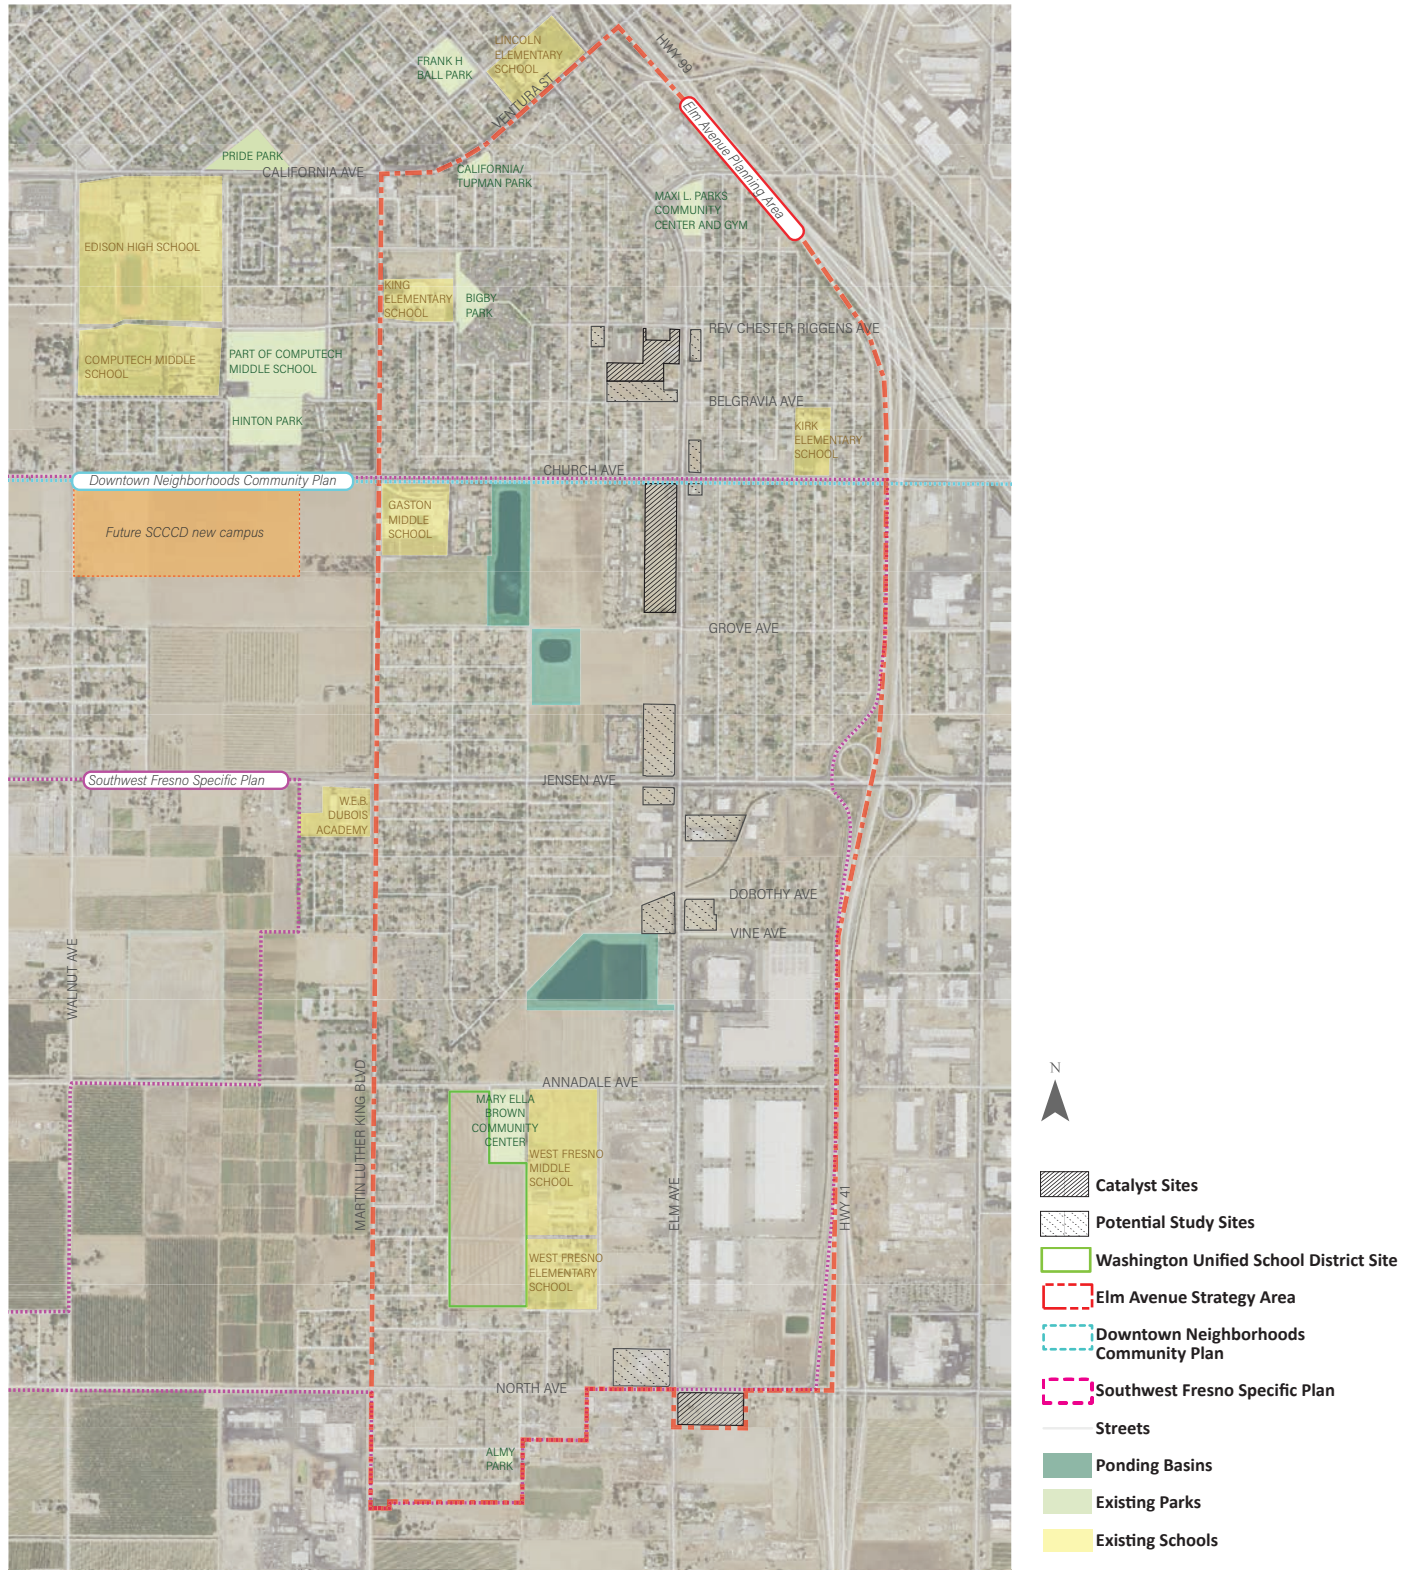 LINCOLN
ELEMENTARY
SCHOOL
FRANK H
BALL PARK
HWY 99
VENTURA ST
Elm Avenue Planning Area
PRIDE PARK
CALIFORNIA AVE
CALIFORNIA/
TUPMAN PARK
MAXI L. PARKS
COMMUNITY
CENTER AND GYM
EDISON HIGH SCHOOL
KING
ELEMENTARY
SCHOOL
BIGBY
PARK
REV CHESTER RIGGENS AVE
COMPUTECH MIDDLE
SCHOOL
PART OF COMPUTECH
MIDDLE SCHOOL
HINTON PARK
BELGRAVIA AVE
KIRK
ELEMENTARY
SCHOOL
CHURCH AVE
Downtown Neighborhoods Community Plan
Future SCCCD new campus
GASTON
MIDDLE
SCHOOL
GROVE AVE
Southwest Fresno Specific Plan
JENSEN AVE
W.E.B.
DUBOIS
ACADEMY
DOROTHY AVE
VINE AVE
WALNUT AVE
MARTIN LUTHER KING BLVD
ANNADALE AVE
MARY ELLA
BROWN
COMMUNITY
CENTER
WEST FRESNO
MIDDLE
SCHOOL
ELM AVE
HWY 41
WEST FRESNO
ELEMENTARY
SCHOOL
NORTH AVE
ALMY
PARK
N
Catalyst Sites
Potential Study Sites
Washington Unified School District Site
Elm Avenue Strategy Area
Downtown Neighborhoods
Community Plan
Southwest Fresno Specific Plan
Streets
Ponding Basins
Existing Parks
Existing Schools